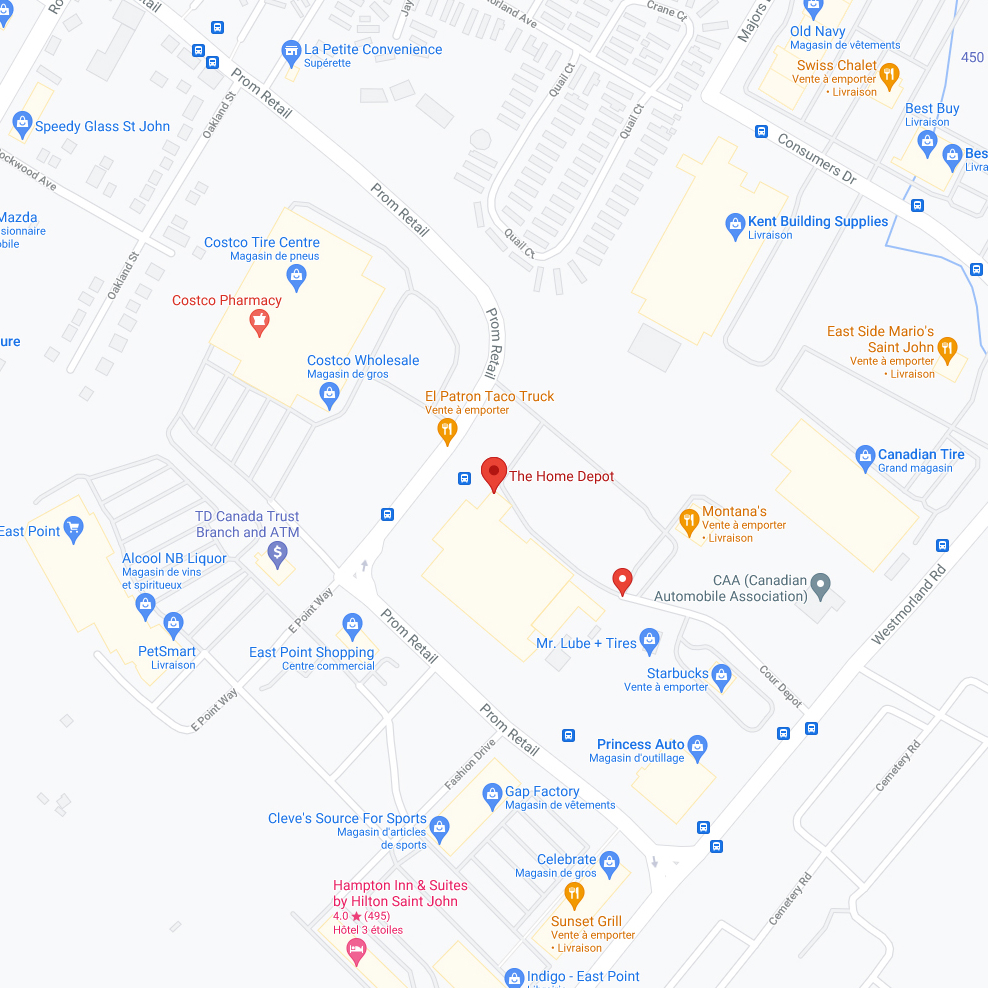 Prom Retail
Jay
Morland Ave
Crane Ct
Majors
Old Navy
Magasin de vêtements
450
La Petite Convenience
Supérette
Swiss Chalet
Vente à emporter
• Livraison
Prom Retail
Quail Ct
Quail Ct
Oakland St
Best Buy
Livraison
Speedy Glass St John
Consumers Dr
Bes
Livra
ockwood Ave
Prom Retail
Mazda
sionnaire
obile
Kent Building Supplies
Livraison
Costco Tire Centre
Magasin de pneus
Quail Ct
Oakland St
Costco Pharmacy
Prom Retail
ure
East Side Mario's
Saint John
Vente à emporter
• Livraison
Costco Wholesale
Magasin de gros
El Patron Taco Truck
Vente à emporter
Canadian Tire
Grand magasin
The Home Depot
Montana's
Vente à emporter
• Livraison
TD Canada Trust
Branch and ATM
East Point
Alcool NB Liquor
Magasin de vins
et spiritueux
CAA (Canadian
Automobile Association)
Westmorland Rd
E Point Way
Prom Retail
Mr. Lube + Tires
PetSmart
Livraison
East Point Shopping
Centre commercial
Starbucks
Vente à emporter
Cour Depot
E Point Way
Prom Retail
Princess Auto
Magasin d'outillage
Fashion Drive
Cemetery Rd
Gap Factory
Magasin de vêtements
Cleve's Source For Sports
Magasin d'articles
de sports
Celebrate
Magasin de gros
Cemetery Rd
Hampton Inn & Suites
by Hilton Saint John
4.0 ★ (495)
Hôtel 3 étoiles
Sunset Grill
Vente à emporter
• Livraison
Indigo - East Point